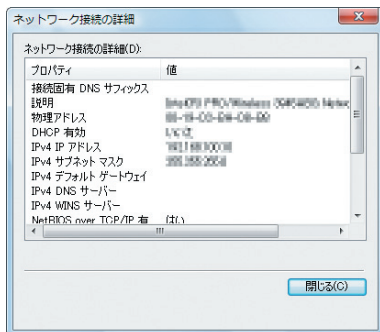 ネットワーク接続の詳細
ネットワーク接続の詳細(D):
プロパティ 値
接続固有 DNS サフィックス
説明
物理アドレス
DHCP 有効 いいえ
IPv4 IP アドレス
IPv4 サブネット マスク
IPv4 デフォルト ゲートウェイ
IPv4 DNS サーバー
IPv4 WINS サーバー
NetBIOS over TCP/IP 有 はい
閉じる(C)